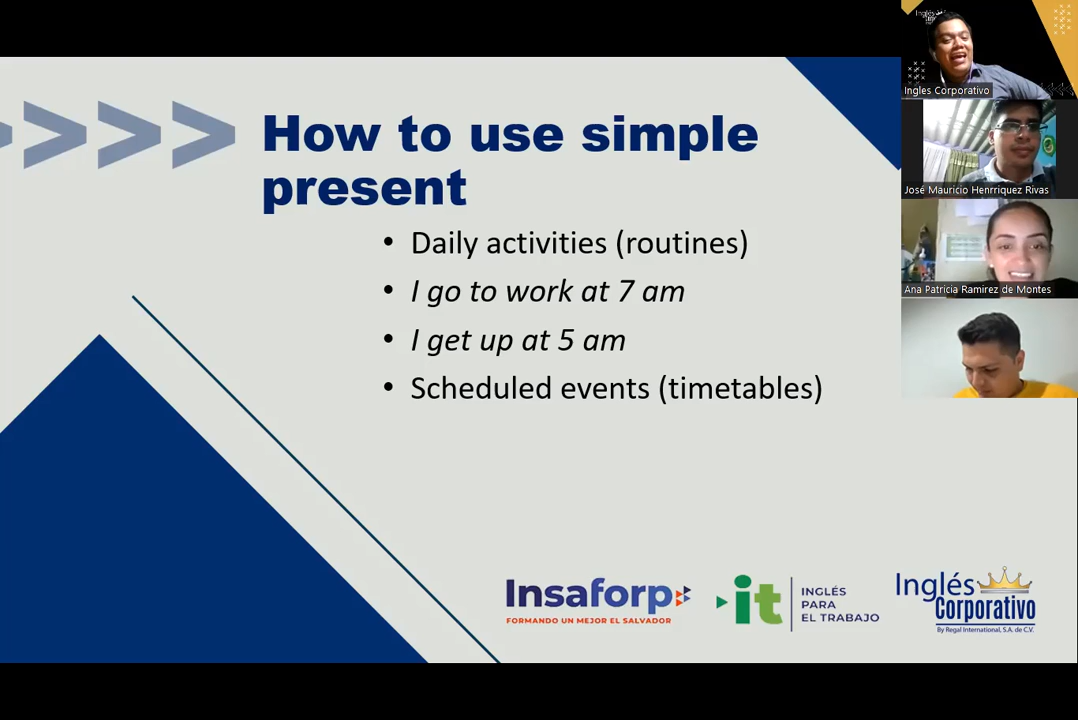 How to use simple
present
• Daily activities (routines)
• I go to work at 7 am
• I get up at 5 am
• Scheduled events (timetables)
Insaforp
FORMANDO UN MEJOR EL SALVADOR
it
INGLÉS
PARA
EL TRABAJO
Inglés
Corporativo
By Regal International, S.A. de C.V.
Ingles Corporativo
José Mauricio Henrriquez Rivas
Ana Patricia Ramirez de Montes